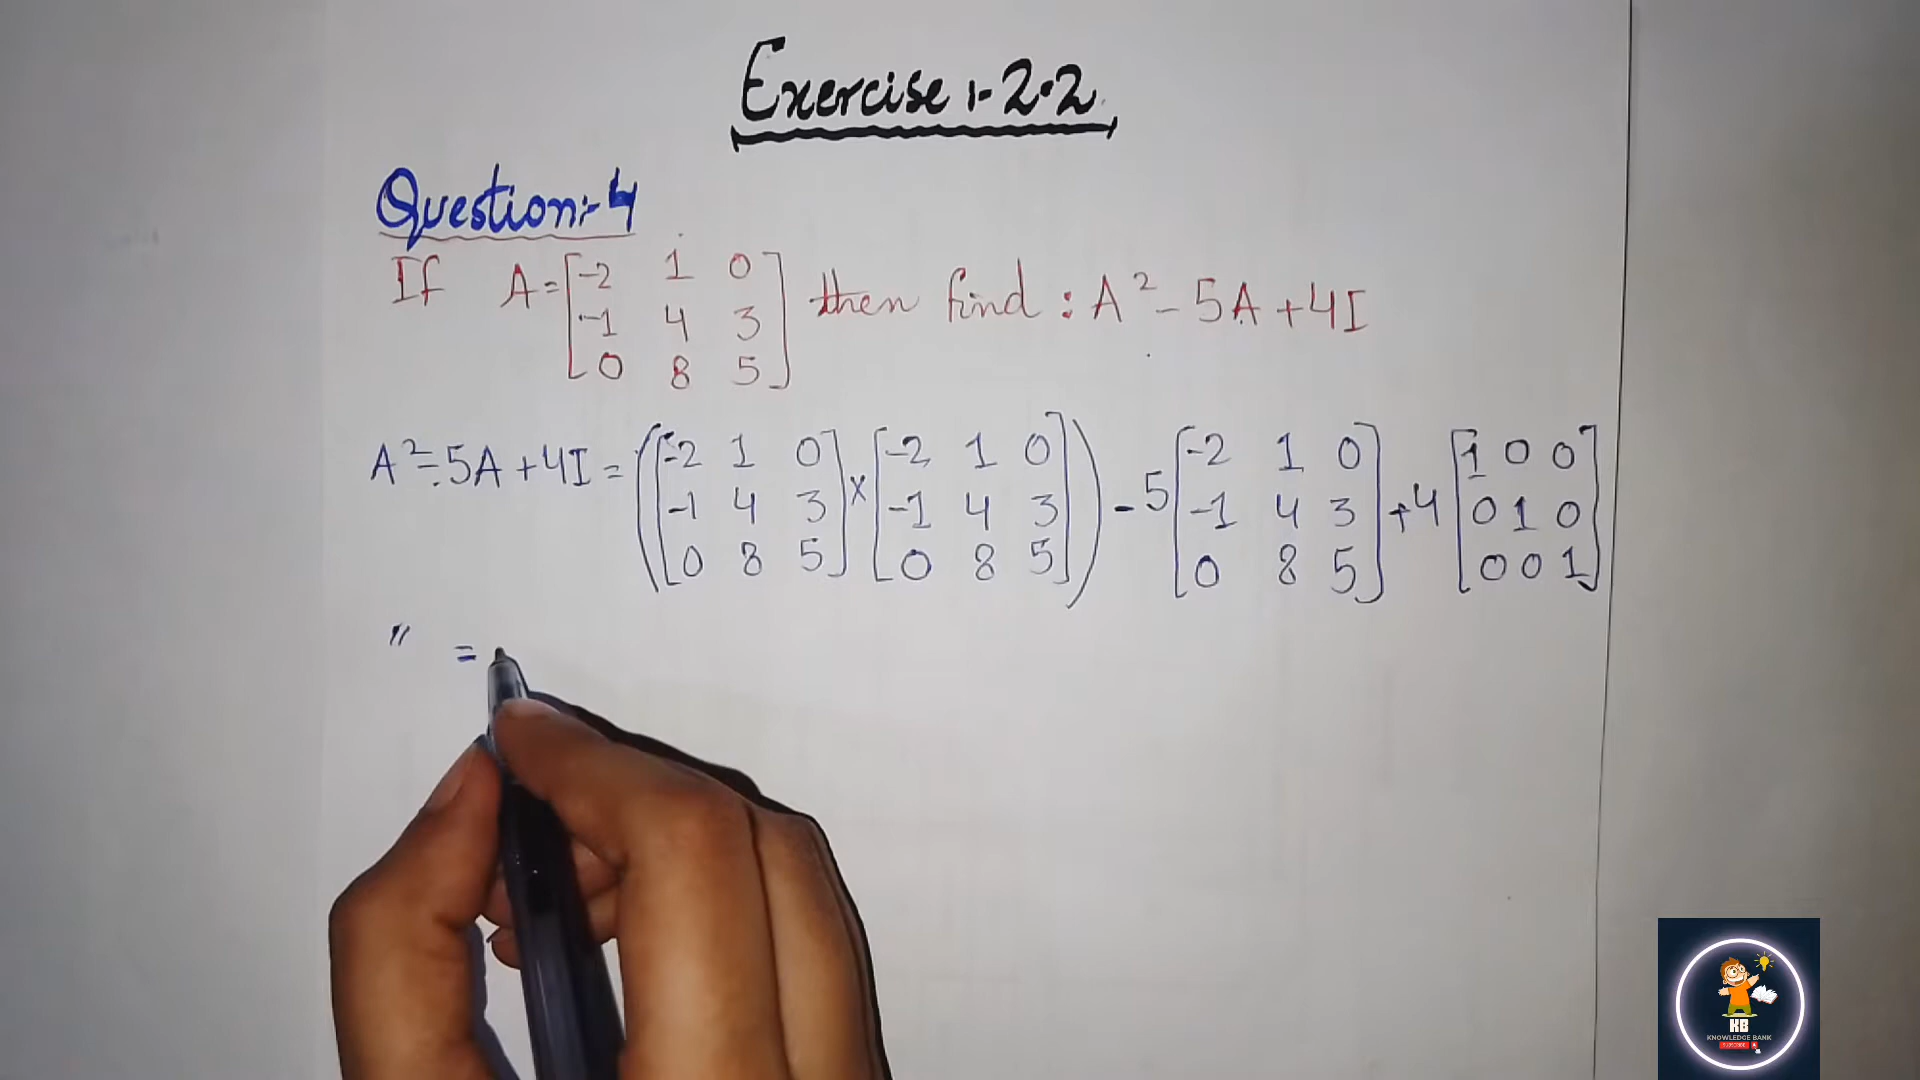 Exercise :- 2.2
Question:- 4
If A = [-2 1 0
-1 4 3
0 8 5] then find : A² - 5A + 4I
A² - 5A + 4I = ([-2 1 0 × [-2 1 0 - 5 [-2 1 0 + 4 [1 0 0
-1 4 3 -1 4 3 -1 4 3 0 1 0
0 8 5] 0 8 5]) 0 8 5] 0 0 1]
" =
KB
KNOWLEDGE BANK
SUBSCRIBE